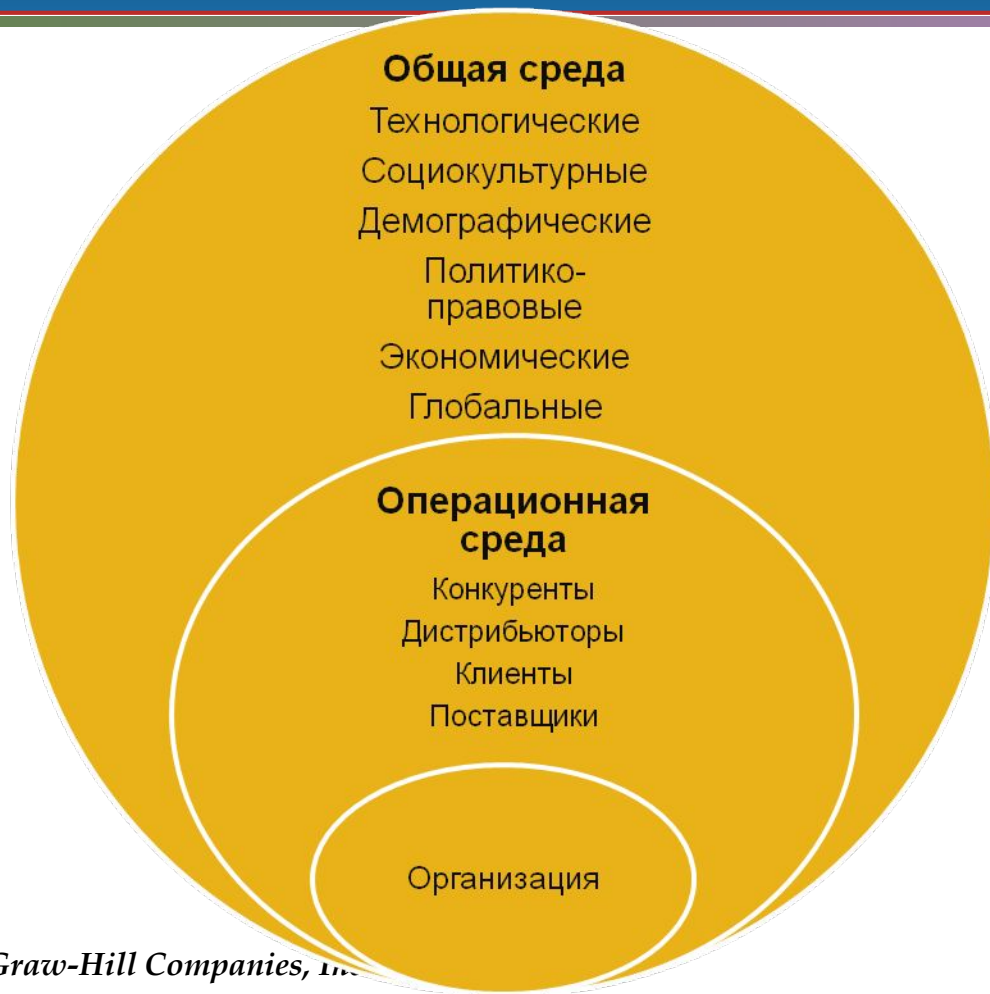 Общая среда
Технологические
Социокультурные
Демографические
Политико-
правовые
Экономические
Глобальные
Операционная
среда
Конкуренты
Дистрибьюторы
Клиенты
Поставщики
Организация
Graw-Hill Companies,